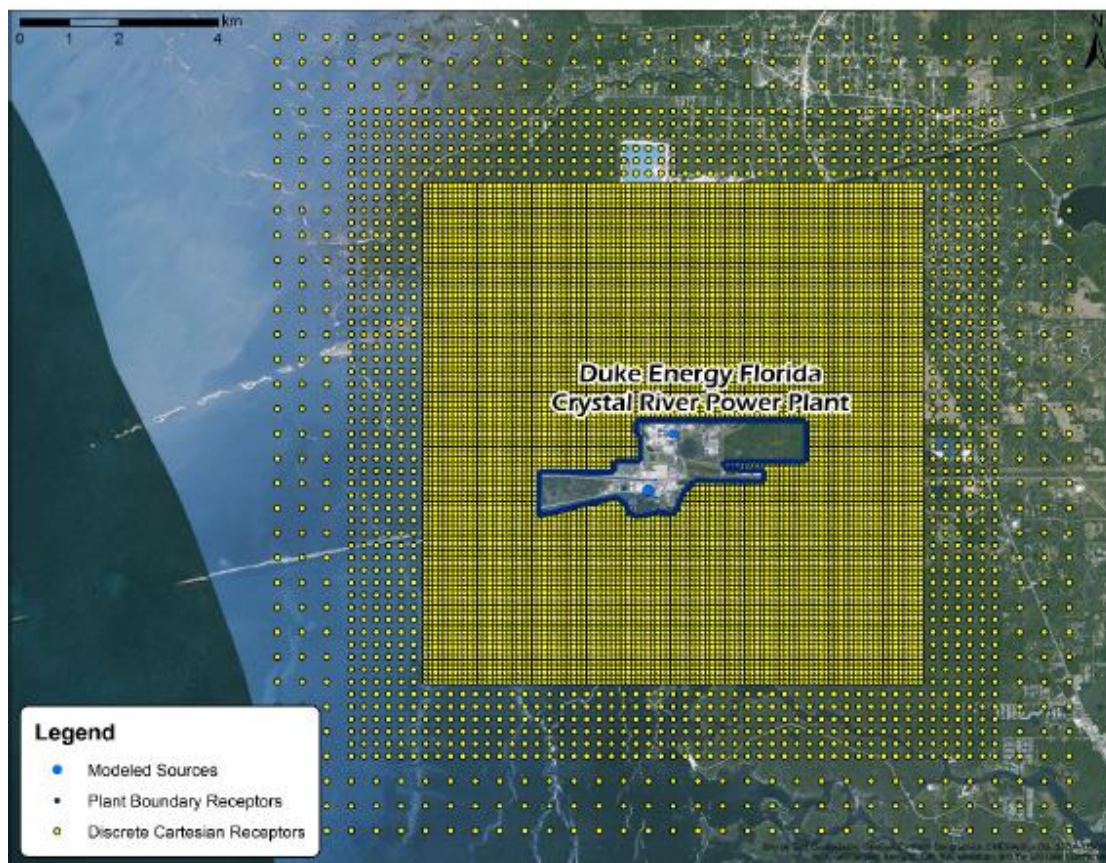 km
0 1 2 4
N
Duke Energy Florida
Crystal River Power Plant
Legend
Modeled Sources
Plant Boundary Receptors
Discrete Cartesian Receptors